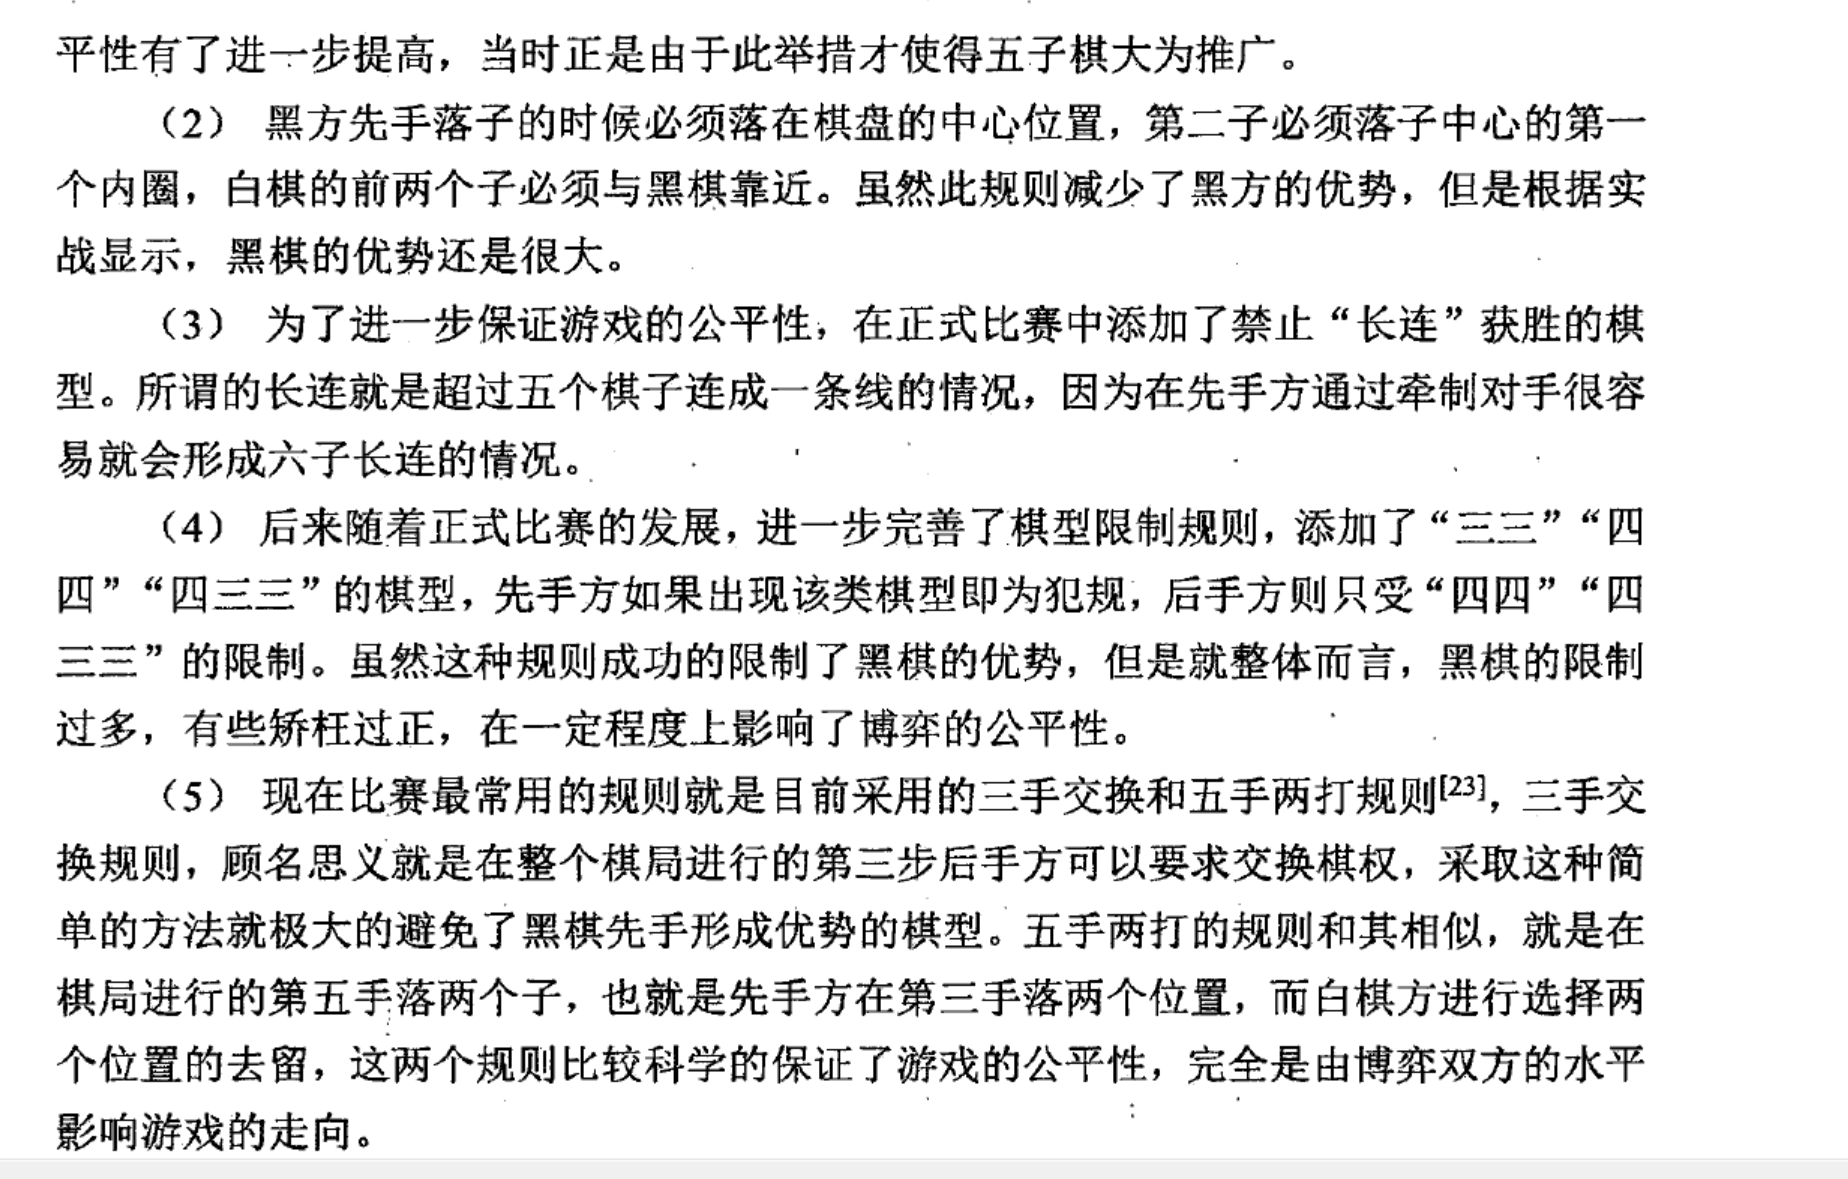 平性有了进一步提高，当时正是由于此举措才使得五子棋大为推广。
（2） 黑方先手落子的时候必须落在棋盘的中心位置，第二子必须落子中心的第一
个内圈，白棋的前两个子必须与黑棋靠近。虽然此规则减少了黑方的优势，但是根据实
战显示，黑棋的优势还是很大。
（3） 为了进一步保证游戏的公平性，在正式比赛中添加了禁止“长连”获胜的棋
型。所谓的长连就是超过五个棋子连成一条线的情况，因为在先手方通过牵制对手很容
易就会形成六子长连的情况。
（4） 后来随着正式比赛的发展，进一步完善了棋型限制规则，添加了“三三”“四
四”“四三三”的棋型，先手方如果出现该类棋型即为犯规，后手方则只受“四四”“四
三三”的限制。虽然这种规则成功的限制了黑棋的优势，但是就整体而言，黑棋的限制
过多，有些矫枉过正，在一定程度上影响了博弈的公平性。
（5） 现在比赛最常用的规则就是目前采用的三手交换和五手两打规则[23]，三手交
换规则，顾名思义就是在整个棋局进行的第三步后手方可以要求交换棋权，采取这种简
单的方法就极大的避免了黑棋先手形成优势的棋型。五手两打的规则和其相似，就是在
棋局进行的第五手落两个子，也就是先手方在第三手落两个位置，而白棋方进行选择两
个位置的去留，这两个规则比较科学的保证了游戏的公平性，完全是由博弈双方的水平
影响游戏的走向。